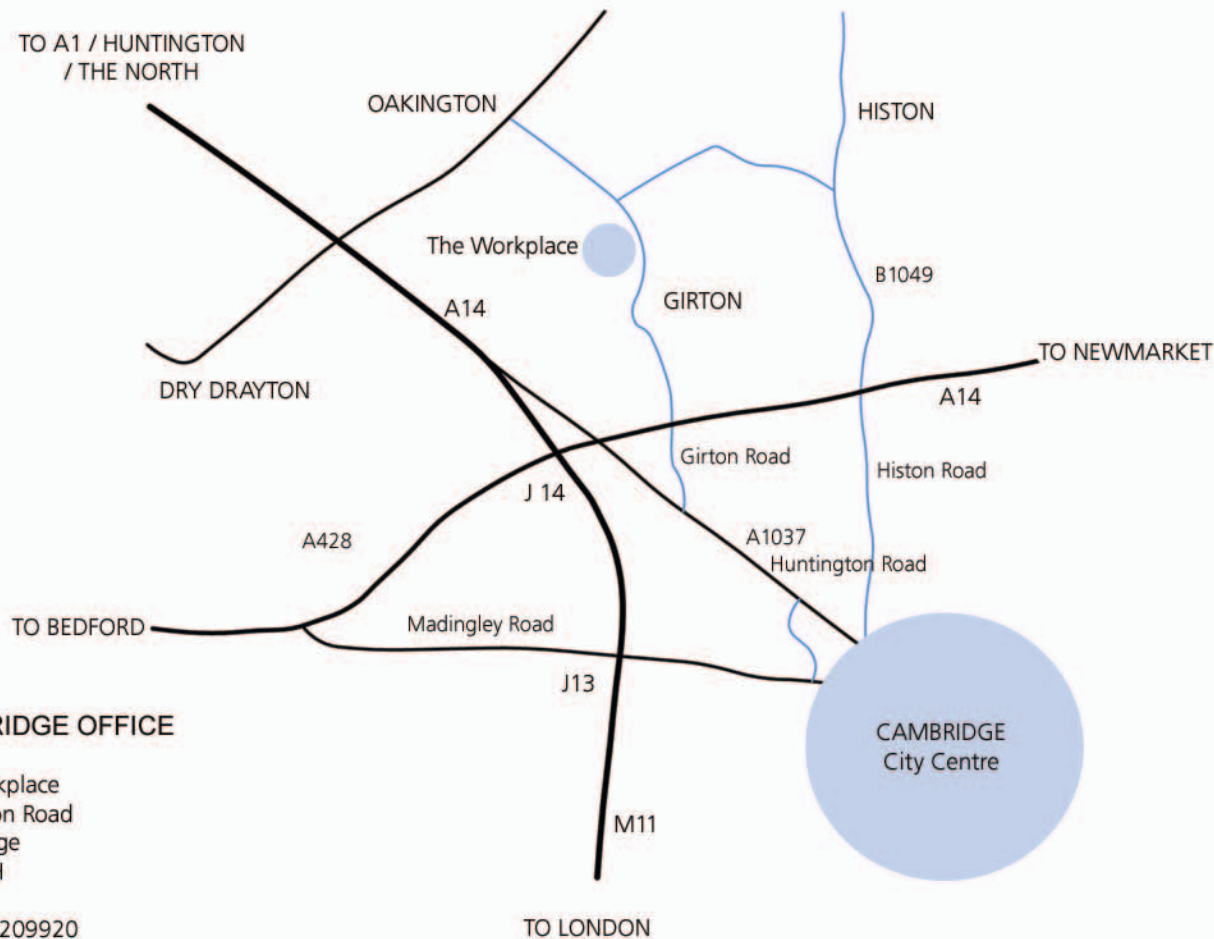 TO A1 / HUNTINGTON
/ THE NORTH
OAKINGTON
HISTON
The Workplace
B1049
GIRTON
A14
TO NEWMARKET
DRY DRAYTON
A14
Girton Road
Histon Road
J 14
A428
A1037
Huntington Road
TO BEDFORD
Madingley Road
J13
RIDGE OFFICE
CAMBRIDGE
City Centre
kplace
on Road
ge
M11
209920
TO LONDON